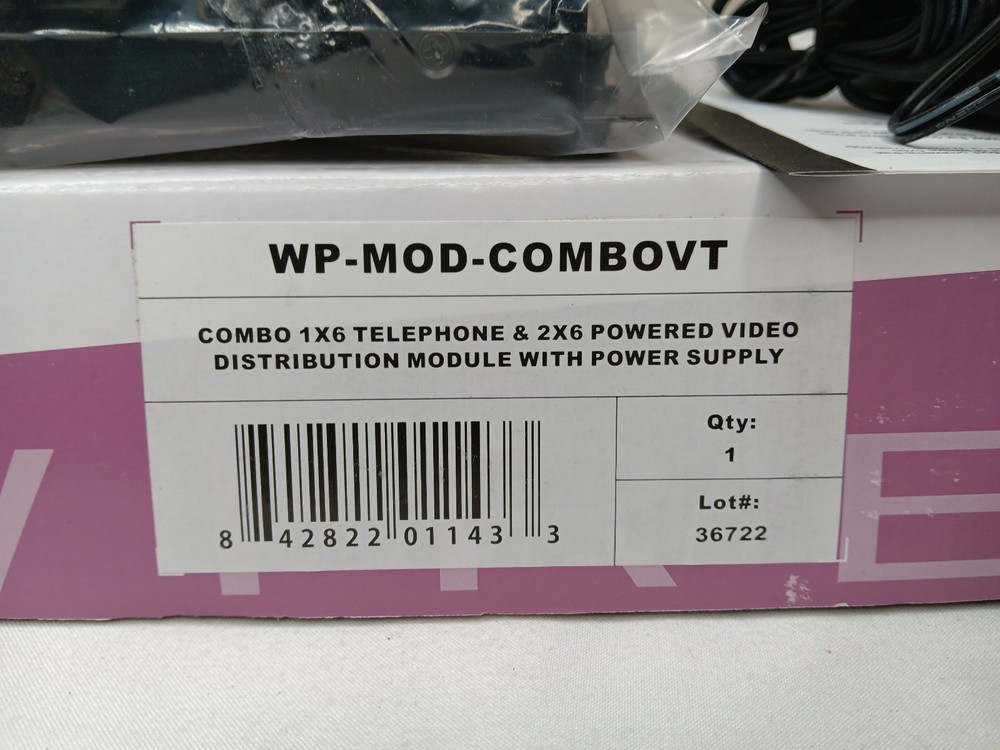 WP-MOD-COMBOVT
COMBO 1X6 TELEPHONE & 2X6 POWERED VIDEO
DISTRIBUTION MODULE WITH POWER SUPPLY
Qty:
1
8 42822 01143 3
Lot#:
36722